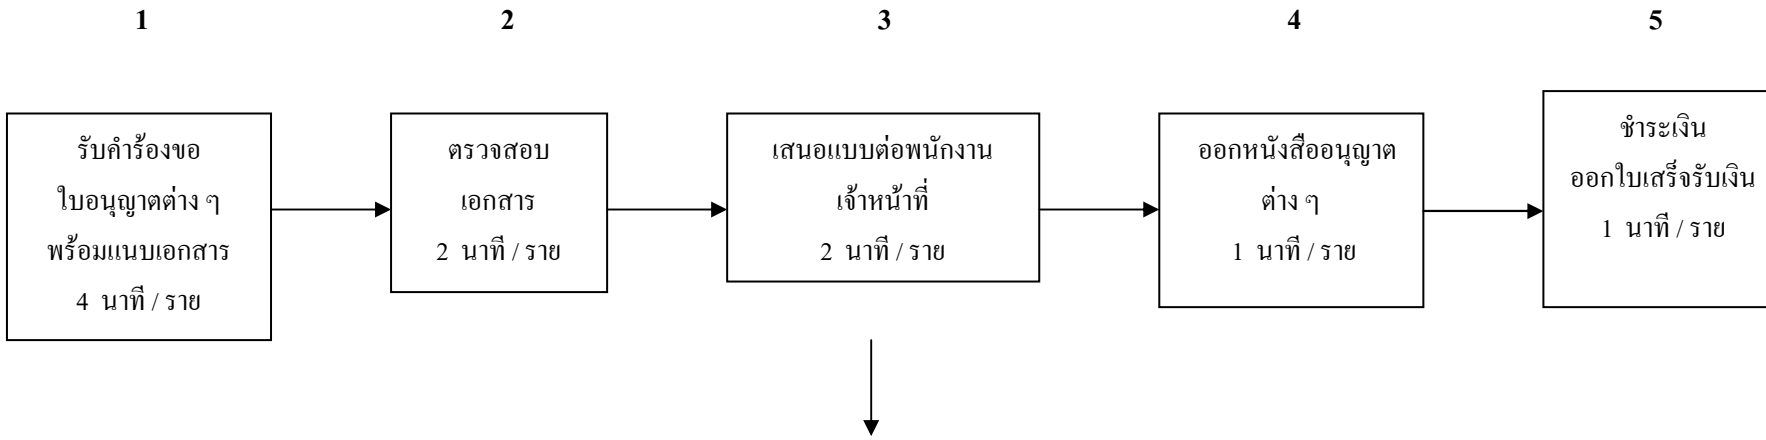 1
2
3
4
5
รับคำร้องขอ
ใบอนุญาตต่าง ๆ
พร้อมแนบเอกสาร
4 นาที / ราย
ตรวจสอบ
เอกสาร
2 นาที / ราย
เสนอแบบต่อพนักงาน
เจ้าหน้าที่
2 นาที / ราย
ออกหนังสืออนุญาต
ต่าง ๆ
1 นาที / ราย
ชำระเงิน
ออกใบเสร็จรับเงิน
1 นาที / ราย